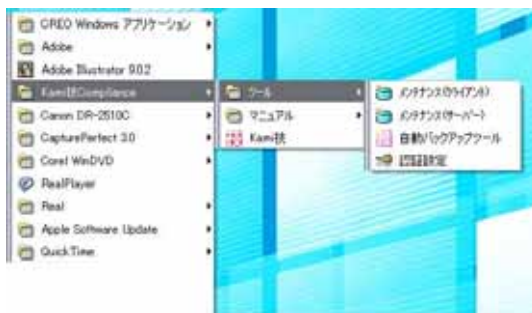 CREO Windows アプリケーション
Adobe
Adobe Illustrator 9.0.2
Kami技Compliance
Canon DR-2510C
CapturePerfect 3.0
Corel WinDVD
RealPlayer
Real
Apple Software Update
QuickTime
ツール
マニュアル
Kami技
メンテナンス(クライアント)
メンテナンス(サーバー)
自動バックアップツール
認証設定